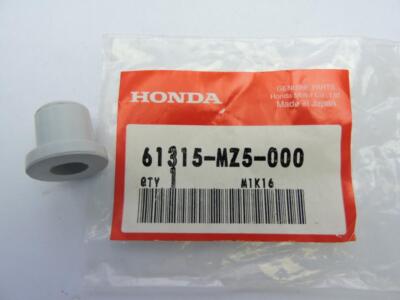 HONDA
GENUINE PARTS
Honda Motor Co., Ltd.
Made in Japan
61315-MZ5-000
QTY 1 M1K16